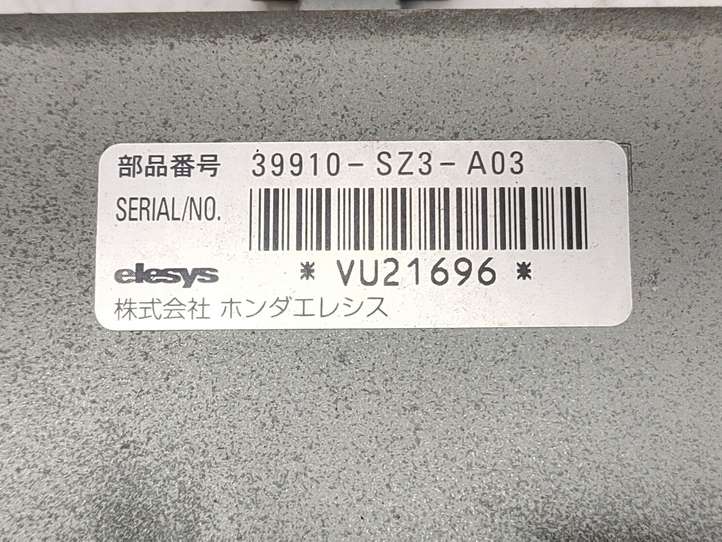 部品番号 39910-SZ3-A03
SERIAL/NO.
elesys *VU21696*
株式会社 ホンダエレシス